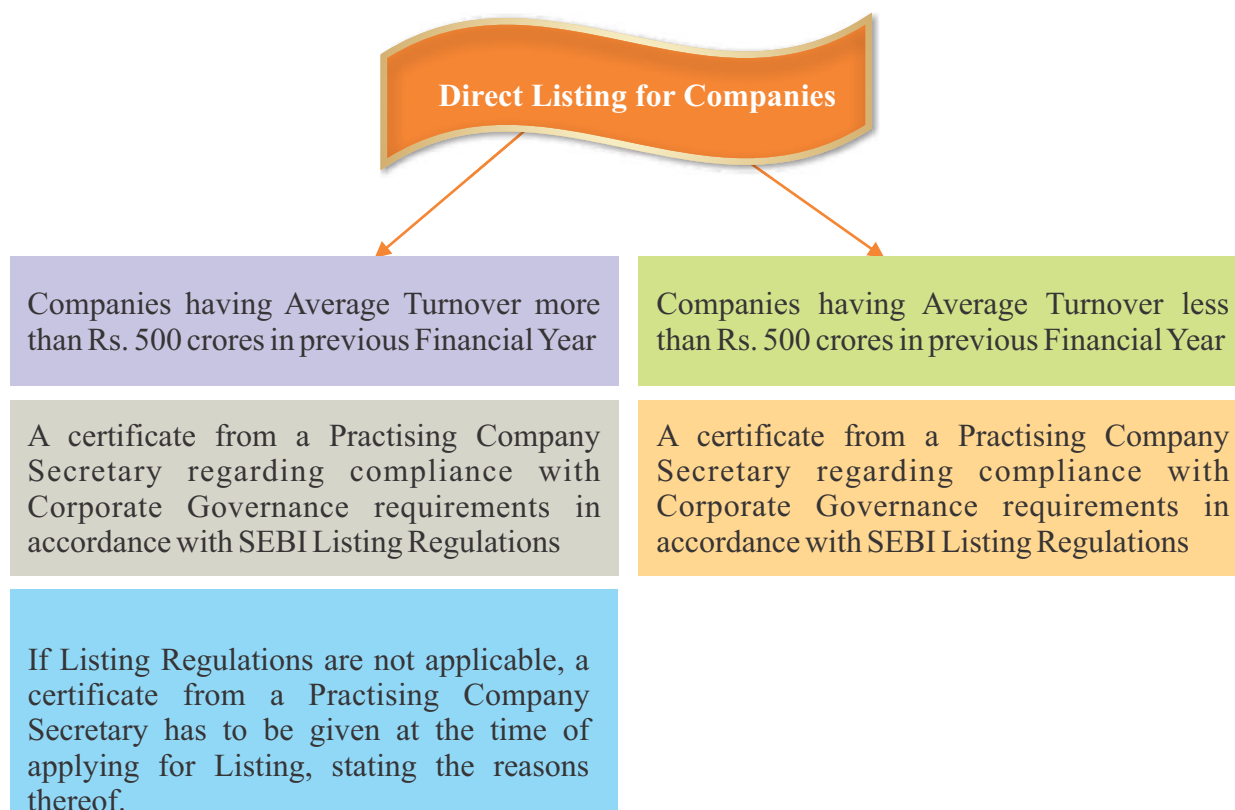 Direct Listing for Companies
Companies having Average Turnover more
than Rs. 500 crores in previous Financial Year
A certificate from a Practising Company
Secretary regarding compliance with
Corporate Governance requirements in
accordance with SEBI Listing Regulations
If Listing Regulations are not applicable, a
certificate from a Practising Company
Secretary has to be given at the time of
applying for Listing, stating the reasons
thereof.
Companies having Average Turnover less
than Rs. 500 crores in previous Financial Year
A certificate from a Practising Company
Secretary regarding compliance with
Corporate Governance requirements in
accordance with SEBI Listing Regulations